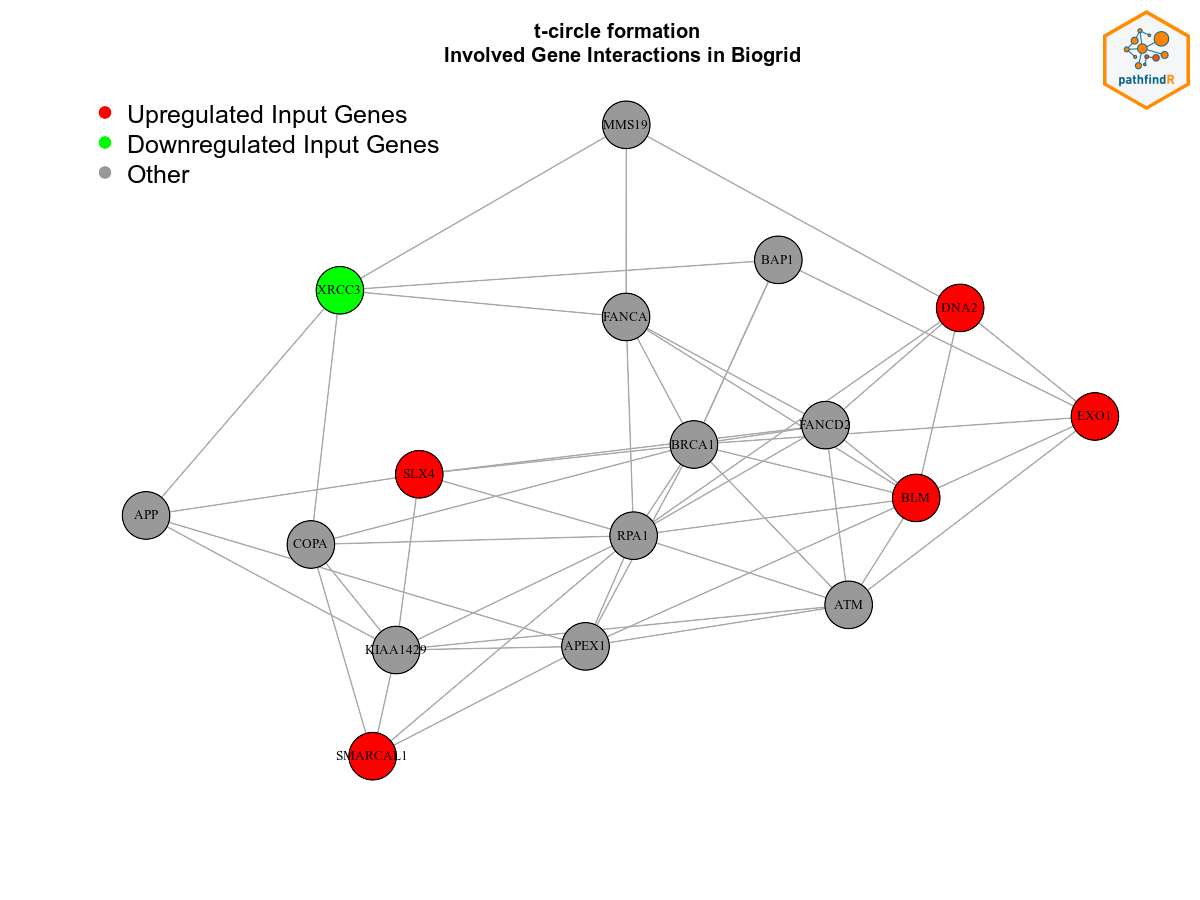 t-circle formation
Involved Gene Interactions in Biogrid
pathfindR
Upregulated Input Genes
Downregulated Input Genes
Other
MMS19
BAP1
XRCC3
DNA2
FANCA
EXO1
FANCD2
BRCA1
SLX4
BLM
APP
RPA1
COPA
ATM
APEX1
KIAA1429
SMARCAL1